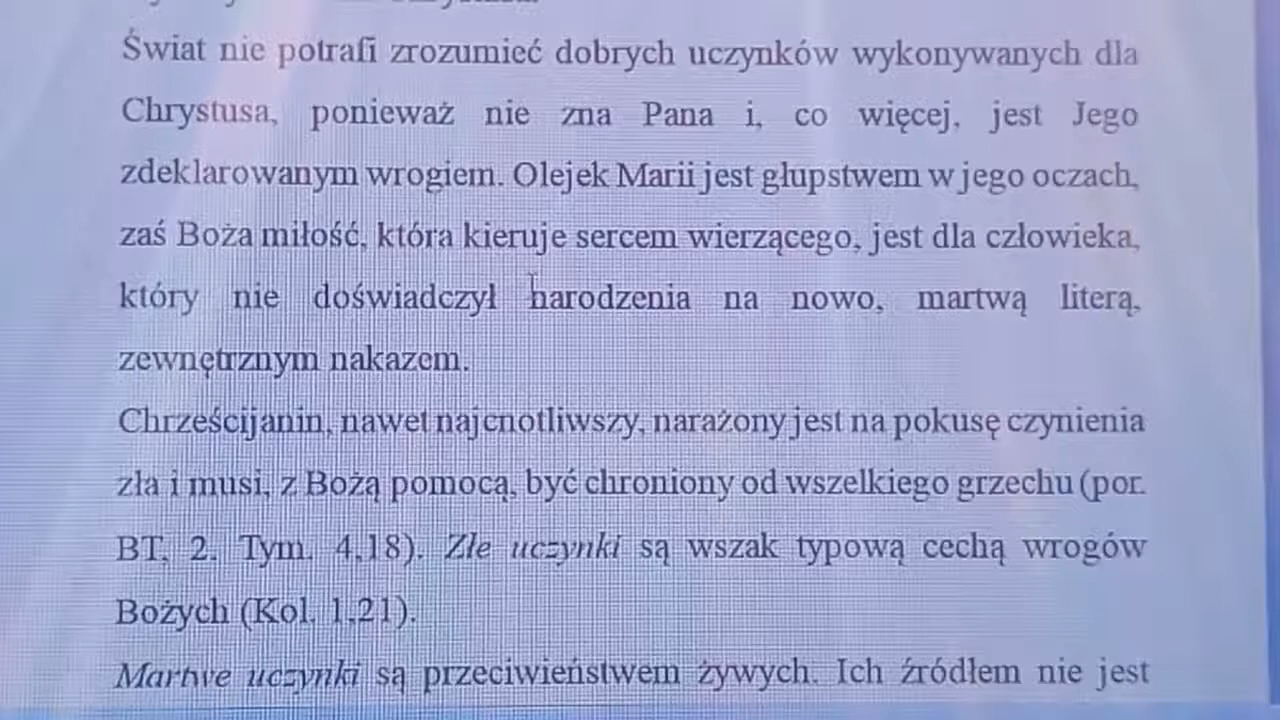 Świat nie potrafi zrozumieć dobrych uczynków wykonywanych dla
Chrystusa, ponieważ nie zna Pana i, co więcej, jest Jego
zdeklarowanym wrogiem. Olejek Marii jest głupstwem w jego oczach,
zaś Boża miłość, która kieruje sercem wierzącego, jest dla człowieka,
który nie doświadczył narodzenia na nowo, martwą literą,
zewnętrznym nakazem.
Chrześcijanin, nawet najcnotliwszy, narażony jest na pokusę czynienia
zła i musi, z Bożą pomocą, być chroniony od wszelkiego grzechu (por.
BT, 2. Tym. 4,18). Złe uczynki są wszak typową cechą wrogów
Bożych (Kol. 1,21).
Martwe uczynki są przeciwieństwem żywych. Ich źródłem nie jest